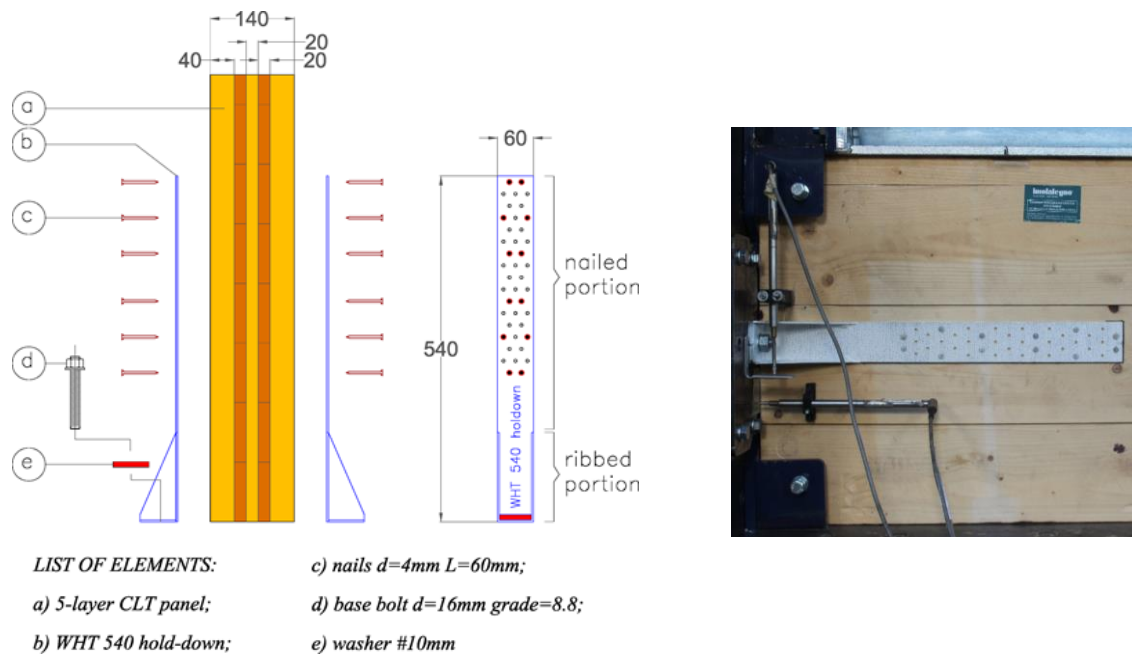 140
20
40
20
a
b
60
c
nailed
portion
d
540
WHT 540 holdown
e
ribbed
portion
LIST OF ELEMENTS:
c) nails d=4mm L=60mm;
a) 5-layer CLT panel;
d) base bolt d=16mm grade=8.8;
b) WHT 540 hold-down;
e) washer #10mm